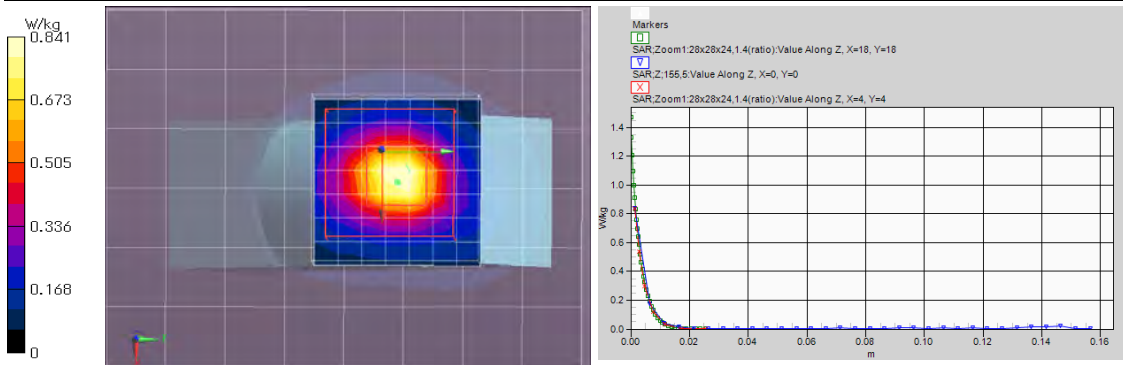 W/kg
0.841
0.673
0.505
0.336
0.168
0
Markers
SAR;Zoom1:28x28x24,1.4(ratio):Value Along Z, X=18, Y=18
SAR;Z;155,5:Value Along Z, X=0, Y=0
SAR;Zoom1:28x28x24,1.4(ratio):Value Along Z, X=4, Y=4
1.4
1.2
1.0
0.8
0.6
0.4
0.2
0.0
W/kg
0.00 0.02 0.04 0.06 0.08 0.10 0.12 0.14 0.16
m